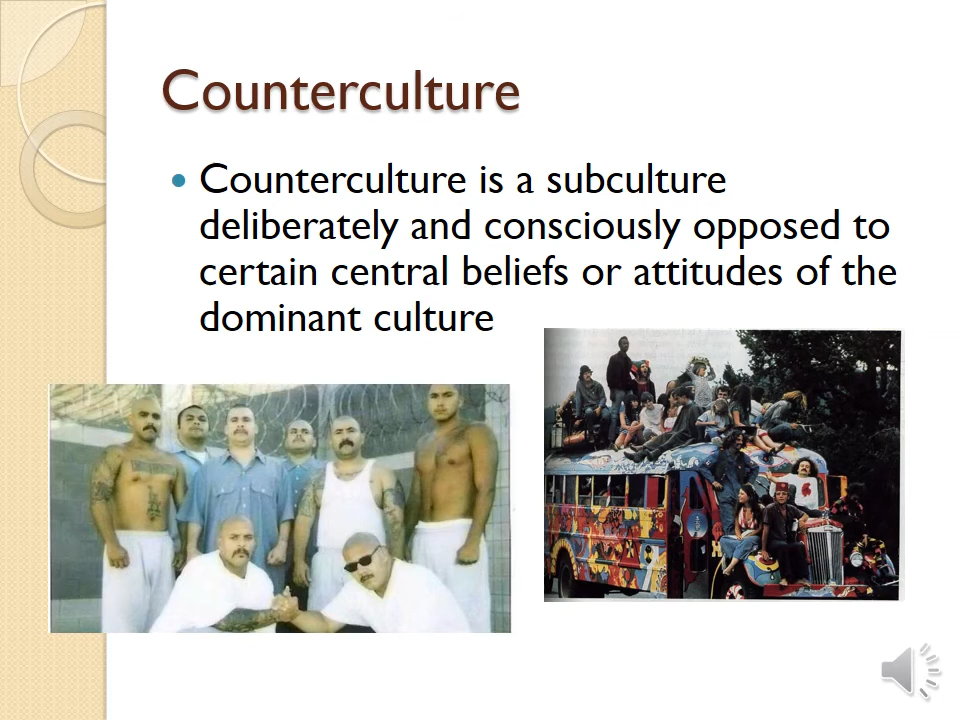 Counterculture
Counterculture is a subculture
deliberately and consciously opposed to
certain central beliefs or attitudes of the
dominant culture